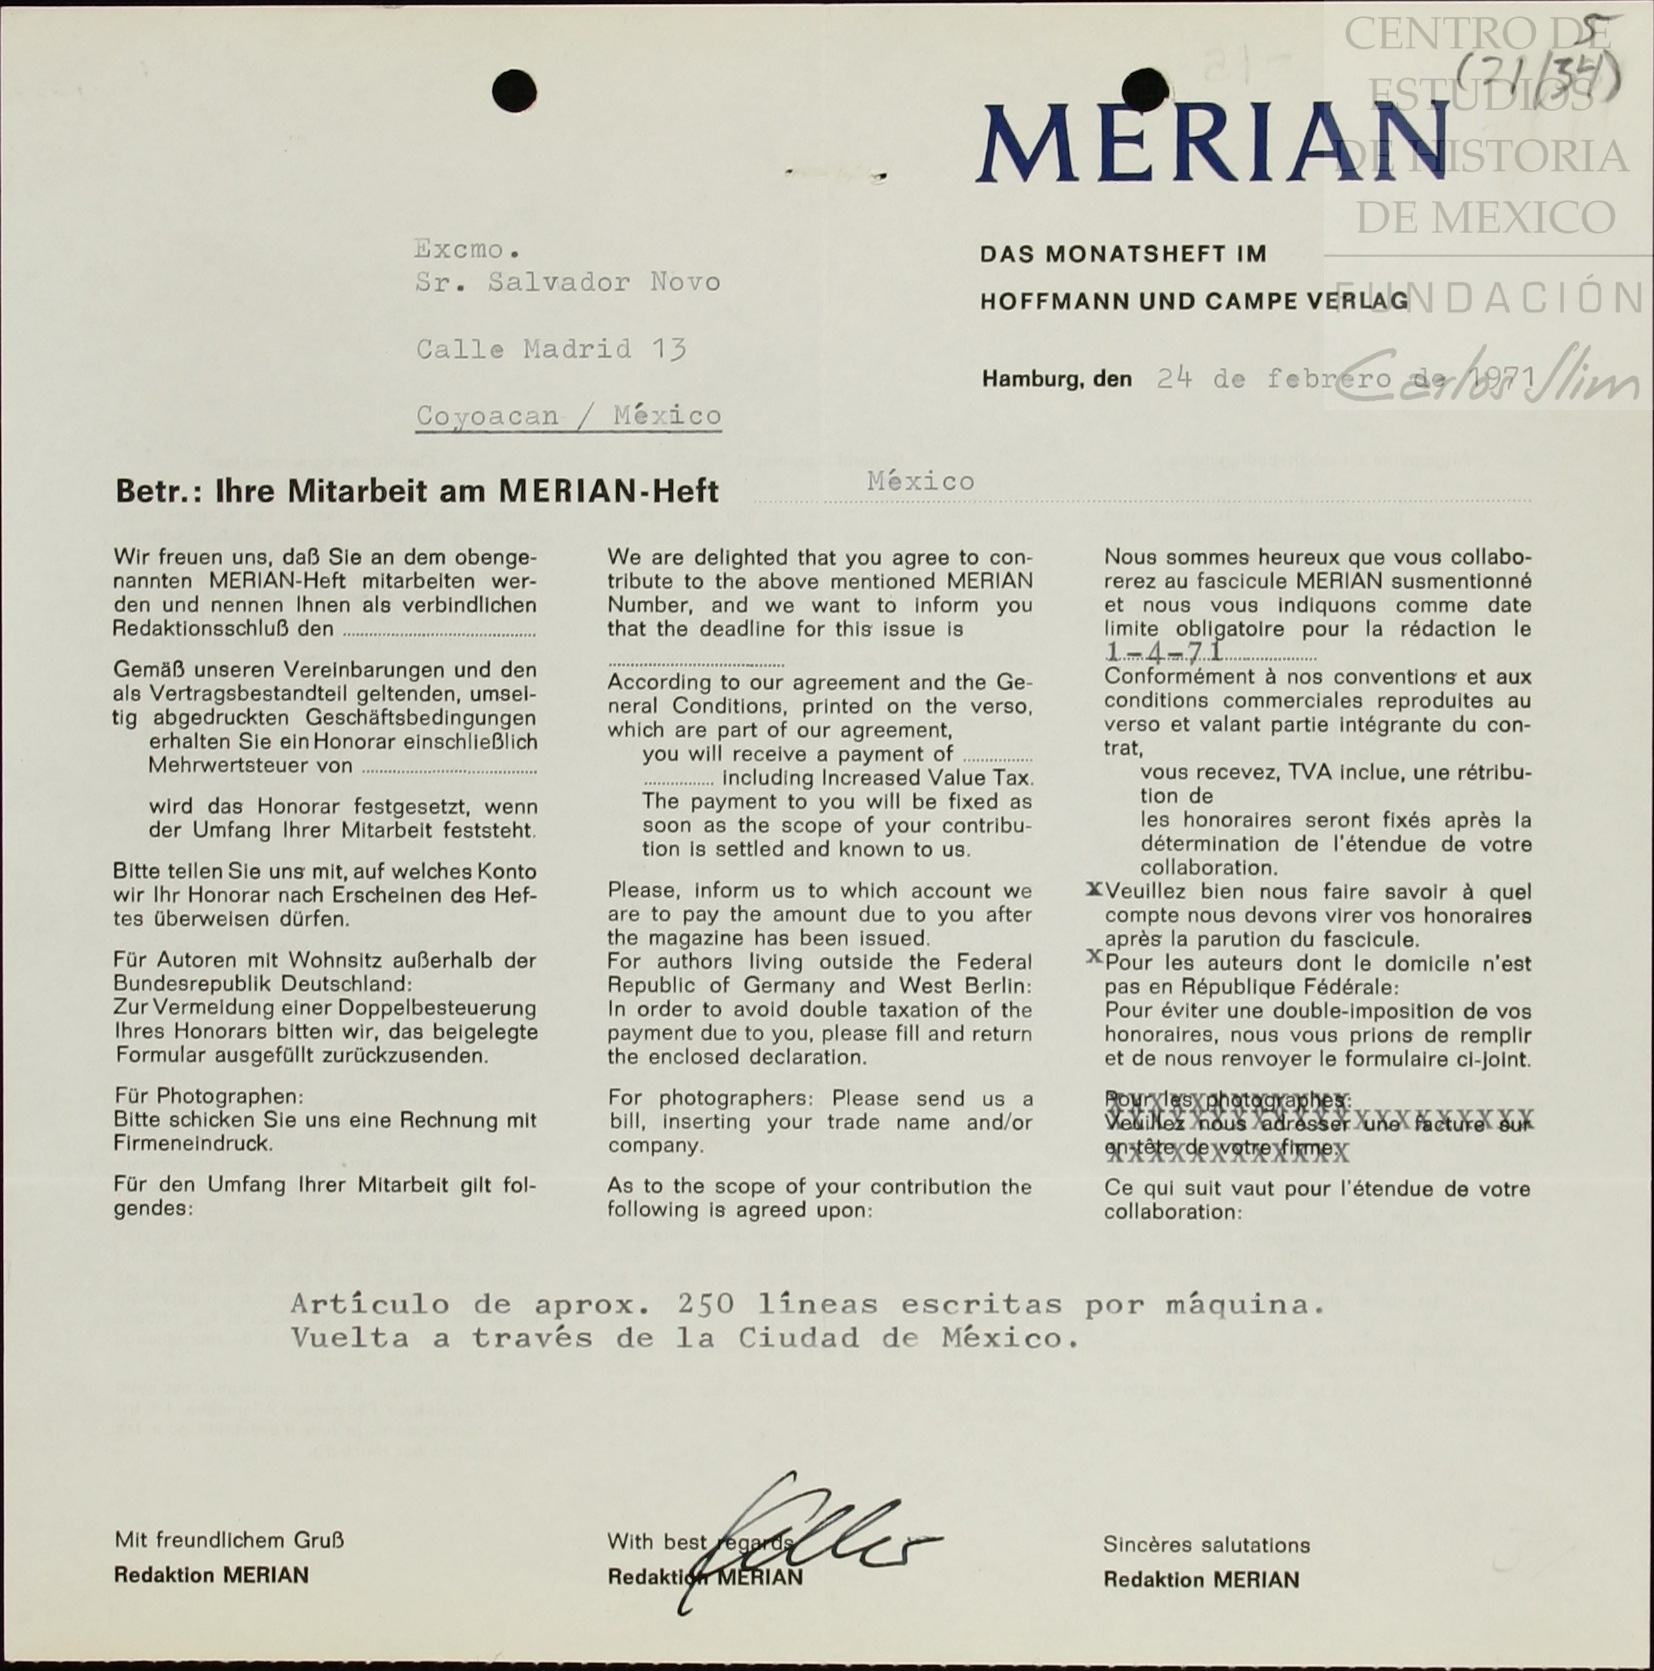 CENTRO DE
ESTUDIOS
DE HISTORIA
DE MEXICO
FUNDACIÓN
Carlos Slim
5
(71/34)
MERIAN
DAS MONATSHEFT IM
HOFFMANN UND CAMPE VERLAG
Hamburg, den 24 de febrero de 1971
Excmo.
Sr. Salvador Novo
Calle Madrid 13
Coyoacan / México
Betr.: Ihre Mitarbeit am MERIAN-Heft México
Wir freuen uns, daß Sie an dem obenge-
nannten MERIAN-Heft mitarbeiten wer-
den und nennen Ihnen als verbindlichen
Redaktionsschluß den
Gemäß unseren Vereinbarungen und den
als Vertragsbestandteil geltenden, umsei-
tig abgedruckten Geschäftsbedingungen
erhalten Sie ein Honorar einschließlich
Mehrwertsteuer von
wird das Honorar festgesetzt, wenn
der Umfang Ihrer Mitarbeit feststeht.
Bitte teilen Sie uns mit, auf welches Konto
wir Ihr Honorar nach Erscheinen des Hef-
tes überweisen dürfen.
Für Autoren mit Wohnsitz außerhalb der
Bundesrepublik Deutschland:
Zur Vermeidung einer Doppelbesteuerung
Ihres Honorars bitten wir, das beigelegte
Formular ausgefüllt zurückzusenden.
Für Photographen:
Bitte schicken Sie uns eine Rechnung mit
Firmeneindruck.
Für den Umfang Ihrer Mitarbeit gilt fol-
gendes:
We are delighted that you agree to con-
tribute to the above mentioned MERIAN
Number, and we want to inform you
that the deadline for this issue is
According to our agreement and the Ge-
neral Conditions, printed on the verso,
which are part of our agreement,
you will receive a payment of
including Increased Value Tax.
The payment to you will be fixed as
soon as the scope of your contribu-
tion is settled and known to us.
Please, inform us to which account we
are to pay the amount due to you after
the magazine has been issued.
For authors living outside the Federal
Republic of Germany and West Berlin:
In order to avoid double taxation of the
payment due to you, please fill and return
the enclosed declaration.
For photographers: Please send us a
bill, inserting your trade name and/or
company.
As to the scope of your contribution the
following is agreed upon:
Nous sommes heureux que vous collabo-
rerez au fascicule MERIAN susmentionné
et nous vous indiquons comme date
limite obligatoire pour la rédaction le
1-4-71
Conformément à nos conventions et aux
conditions commerciales reproduites au
verso et valant partie intégrante du con-
trat,
vous recevez, TVA inclue, une rétribu-
tion de
les honoraires seront fixés après la
détermination de l'étendue de votre
collaboration.
x Veuillez bien nous faire savoir à quel
compte nous devons virer vos honoraires
après la parution du fascicule.
x Pour les auteurs dont le domicile n'est
pas en République Fédérale:
Pour éviter une double-imposition de vos
honoraires, nous vous prions de remplir
et de nous renvoyer le formulaire ci-joint.
Pour les photographes:
Veuillez nous adresser une facture sur
en-tête de votre firme.
Ce qui suit vaut pour l'étendue de votre
collaboration:
Artículo de aprox. 250 líneas escritas por máquina.
Vuelta a través de la Ciudad de México.
Mit freundlichem Gruß
Redaktion MERIAN
With best regards
Redaktion MERIAN
Sincères salutations
Redaktion MERIAN